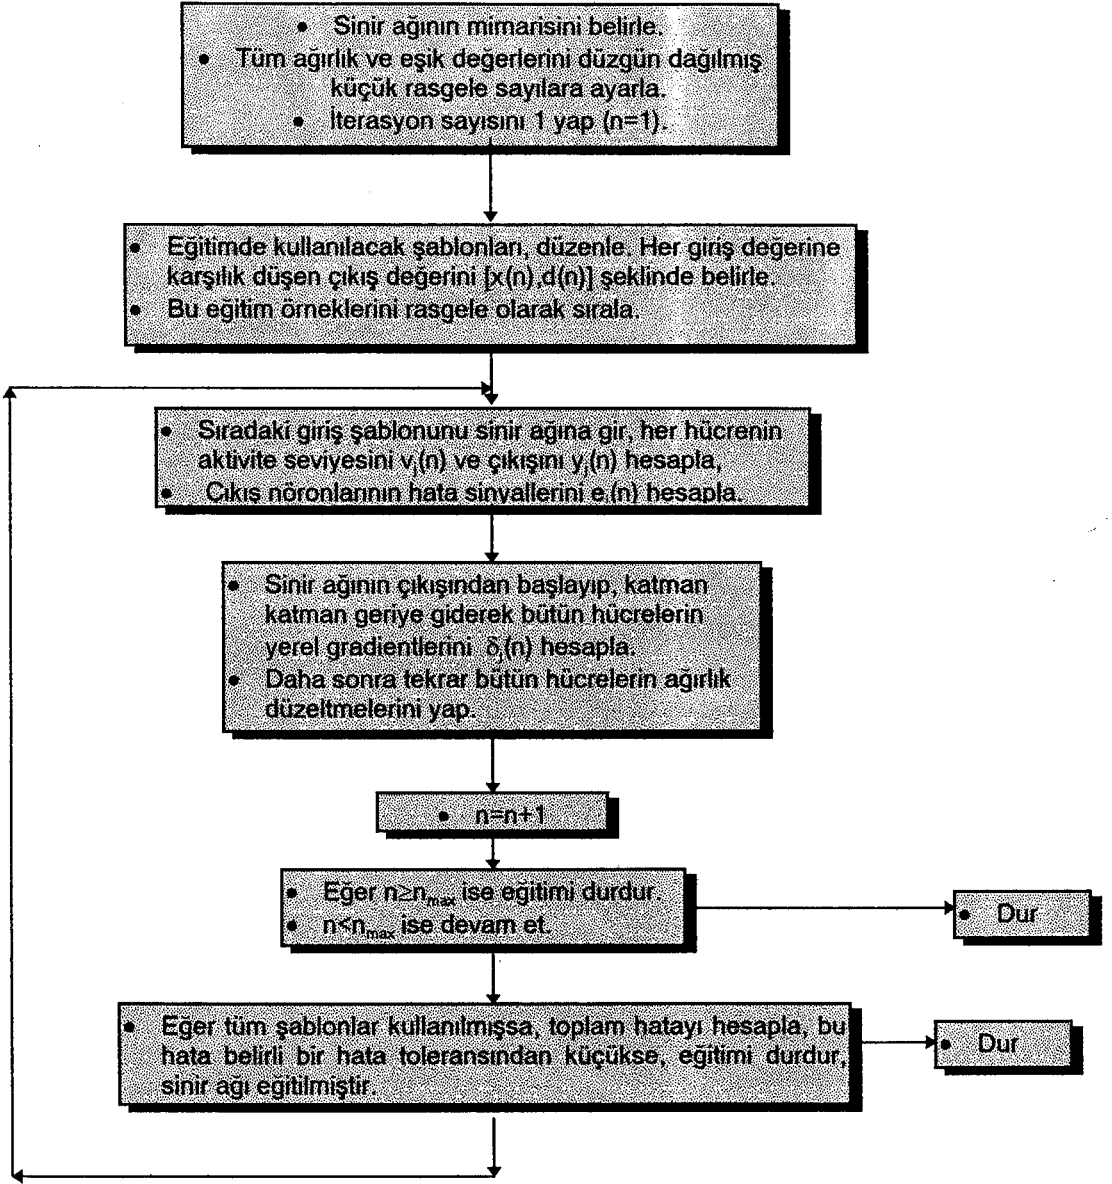 • Sinir ağının mimarisini belirle.
• Tüm ağırlık ve eşik değerlerini düzgün dağılmış
küçük rasgele sayılara ayarla.
• İterasyon sayısını 1 yap (n=1).
• Eğitimde kullanılacak şablonları, düzenle. Her giriş değerine
karşılık düşen çıkış değerini [x(n),d(n)] şeklinde belirle.
• Bu eğitim örneklerini rasgele olarak sırala.
• Sıradaki giriş şablonunu sinir ağına gir, her hücrenin
aktivite seviyesini vⱼ(n) ve çıkışını yⱼ(n) hesapla,
• Çıkış nöronlarının hata sinyallerini eⱼ(n) hesapla.
• Sinir ağının çıkışından başlayıp, katman
katman geriye giderek bütün hücrelerin
yerel gradientlerini δⱼ(n) hesapla.
• Daha sonra tekrar bütün hücrelerin ağırlık
düzeltmelerini yap.
• n=n+1
• Eğer n≥nₘₐₓ ise eğitimi durdur.
• n<nₘₐₓ ise devam et.
• Dur
• Eğer tüm şablonlar kullanılmışsa, toplam hatayı hesapla, bu
hata belirli bir hata toleransından küçükse, eğitimi durdur,
sinir ağı eğitilmiştir.
• Dur